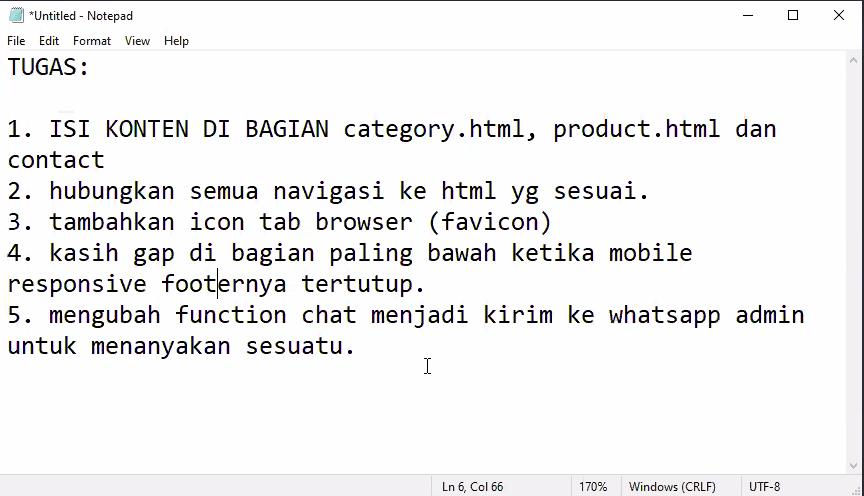 *Untitled - Notepad
File Edit Format View Help
TUGAS:
1. ISI KONTEN DI BAGIAN category.html, product.html dan
contact
2. hubungkan semua navigasi ke html yg sesuai.
3. tambahkan icon tab browser (favicon)
4. kasih gap di bagian paling bawah ketika mobile
responsive footernya tertutup.
5. mengubah function chat menjadi kirim ke whatsapp admin
untuk menanyakan sesuatu.
Ln 6, Col 66 170% Windows (CRLF) UTF-8